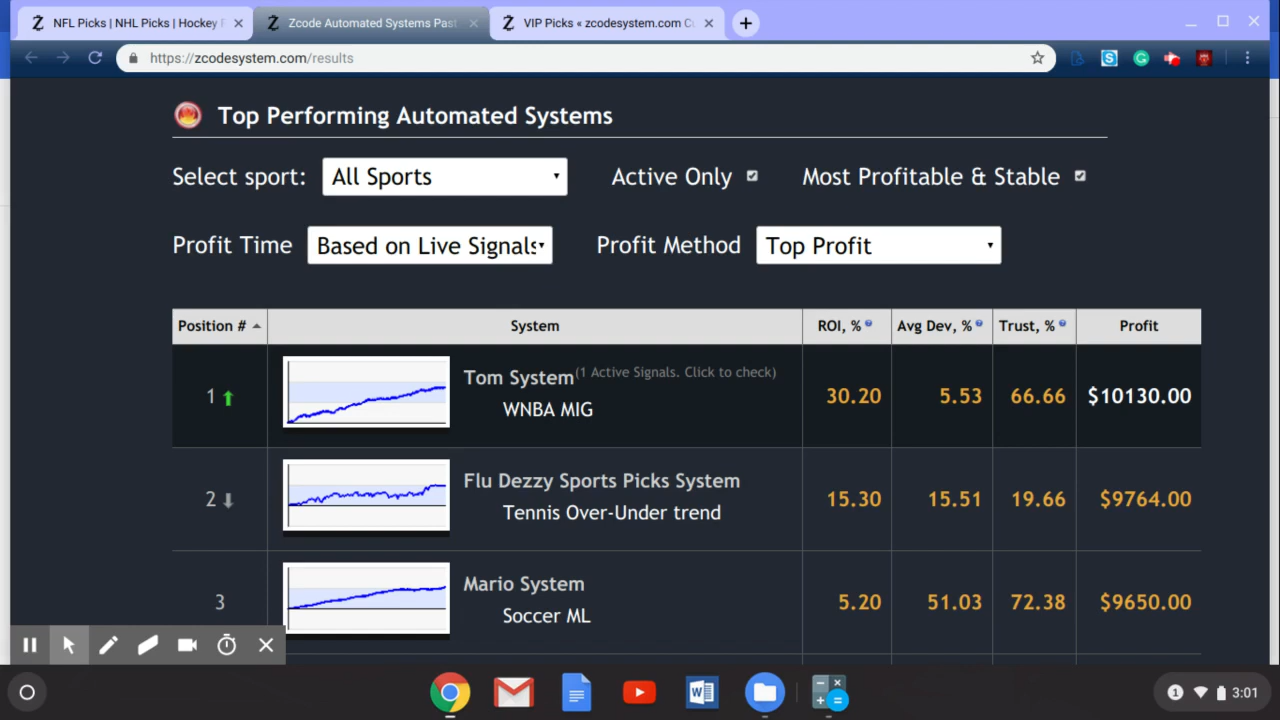 NFL Picks | NHL Picks | Hockey
Zcode Automated Systems Past
VIP Picks « zcodesystem.com
https://zcodesystem.com/results
Top Performing Automated Systems
Select sport: All Sports Active Only Most Profitable & Stable
Profit Time Based on Live Signals Profit Method Top Profit
Position # System ROI, % Avg Dev, % Trust, % Profit
1 Tom System (1 Active Signals. Click to check) 30.20 5.53 66.66 $10130.00
WNBA MIG
2 Flu Dezzy Sports Picks System 15.30 15.51 19.66 $9764.00
Tennis Over-Under trend
3 Mario System 5.20 51.03 72.38 $9650.00
Soccer ML
1 3:01